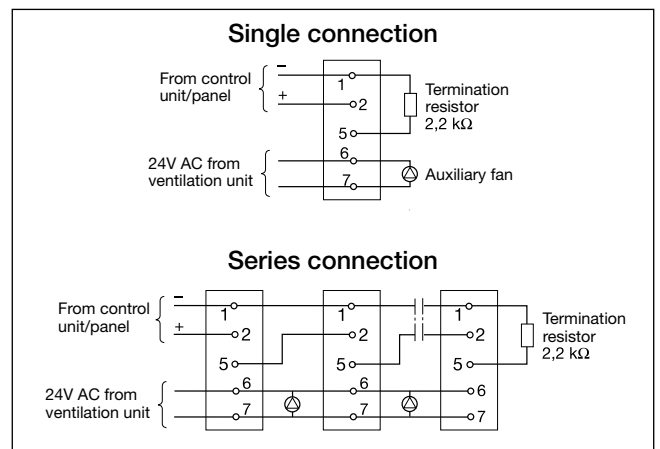 Single connection
From control
unit/panel
−
+
1
2
5
6
7
Termination
resistor
2,2 kΩ
24V AC from
ventilation unit
Auxiliary fan
Series connection
From control
unit/panel
−
+
1
2
5
6
7
1
2
5
6
7
1
2
5
6
7
Termination
resistor
2,2 kΩ
24V AC from
ventilation unit